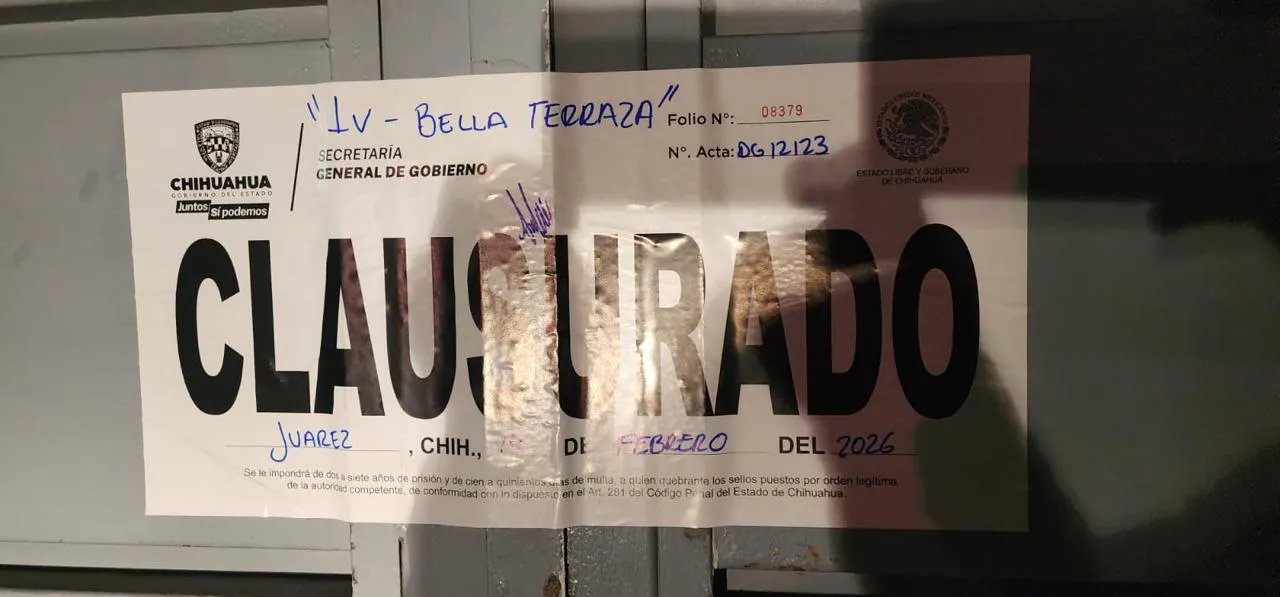 "1V - BELLA TERRAZA"
Folio N°: 08379
N°. Acta: DG12123
SECRETARÍA
GENERAL DE GOBIERNO
CHIHUAHUA
GOBIERNO DEL ESTADO
Juntos Sí podemos
ESTADOS UNIDOS MEXICANOS
ESTADO LIBRE Y SOBERANO
DE CHIHUAHUA
CLAUSURADO
JUAREZ, CHIH., DE FEBRERO DEL 2026
Se le impondrá de dos a siete años de prisión y de cien a quinientos días de multa, a quien quebrante los sellos puestos por orden legítima
de la autoridad competente, de conformidad con lo dispuesto en el Art. 281 del Código Penal del Estado de Chihuahua.